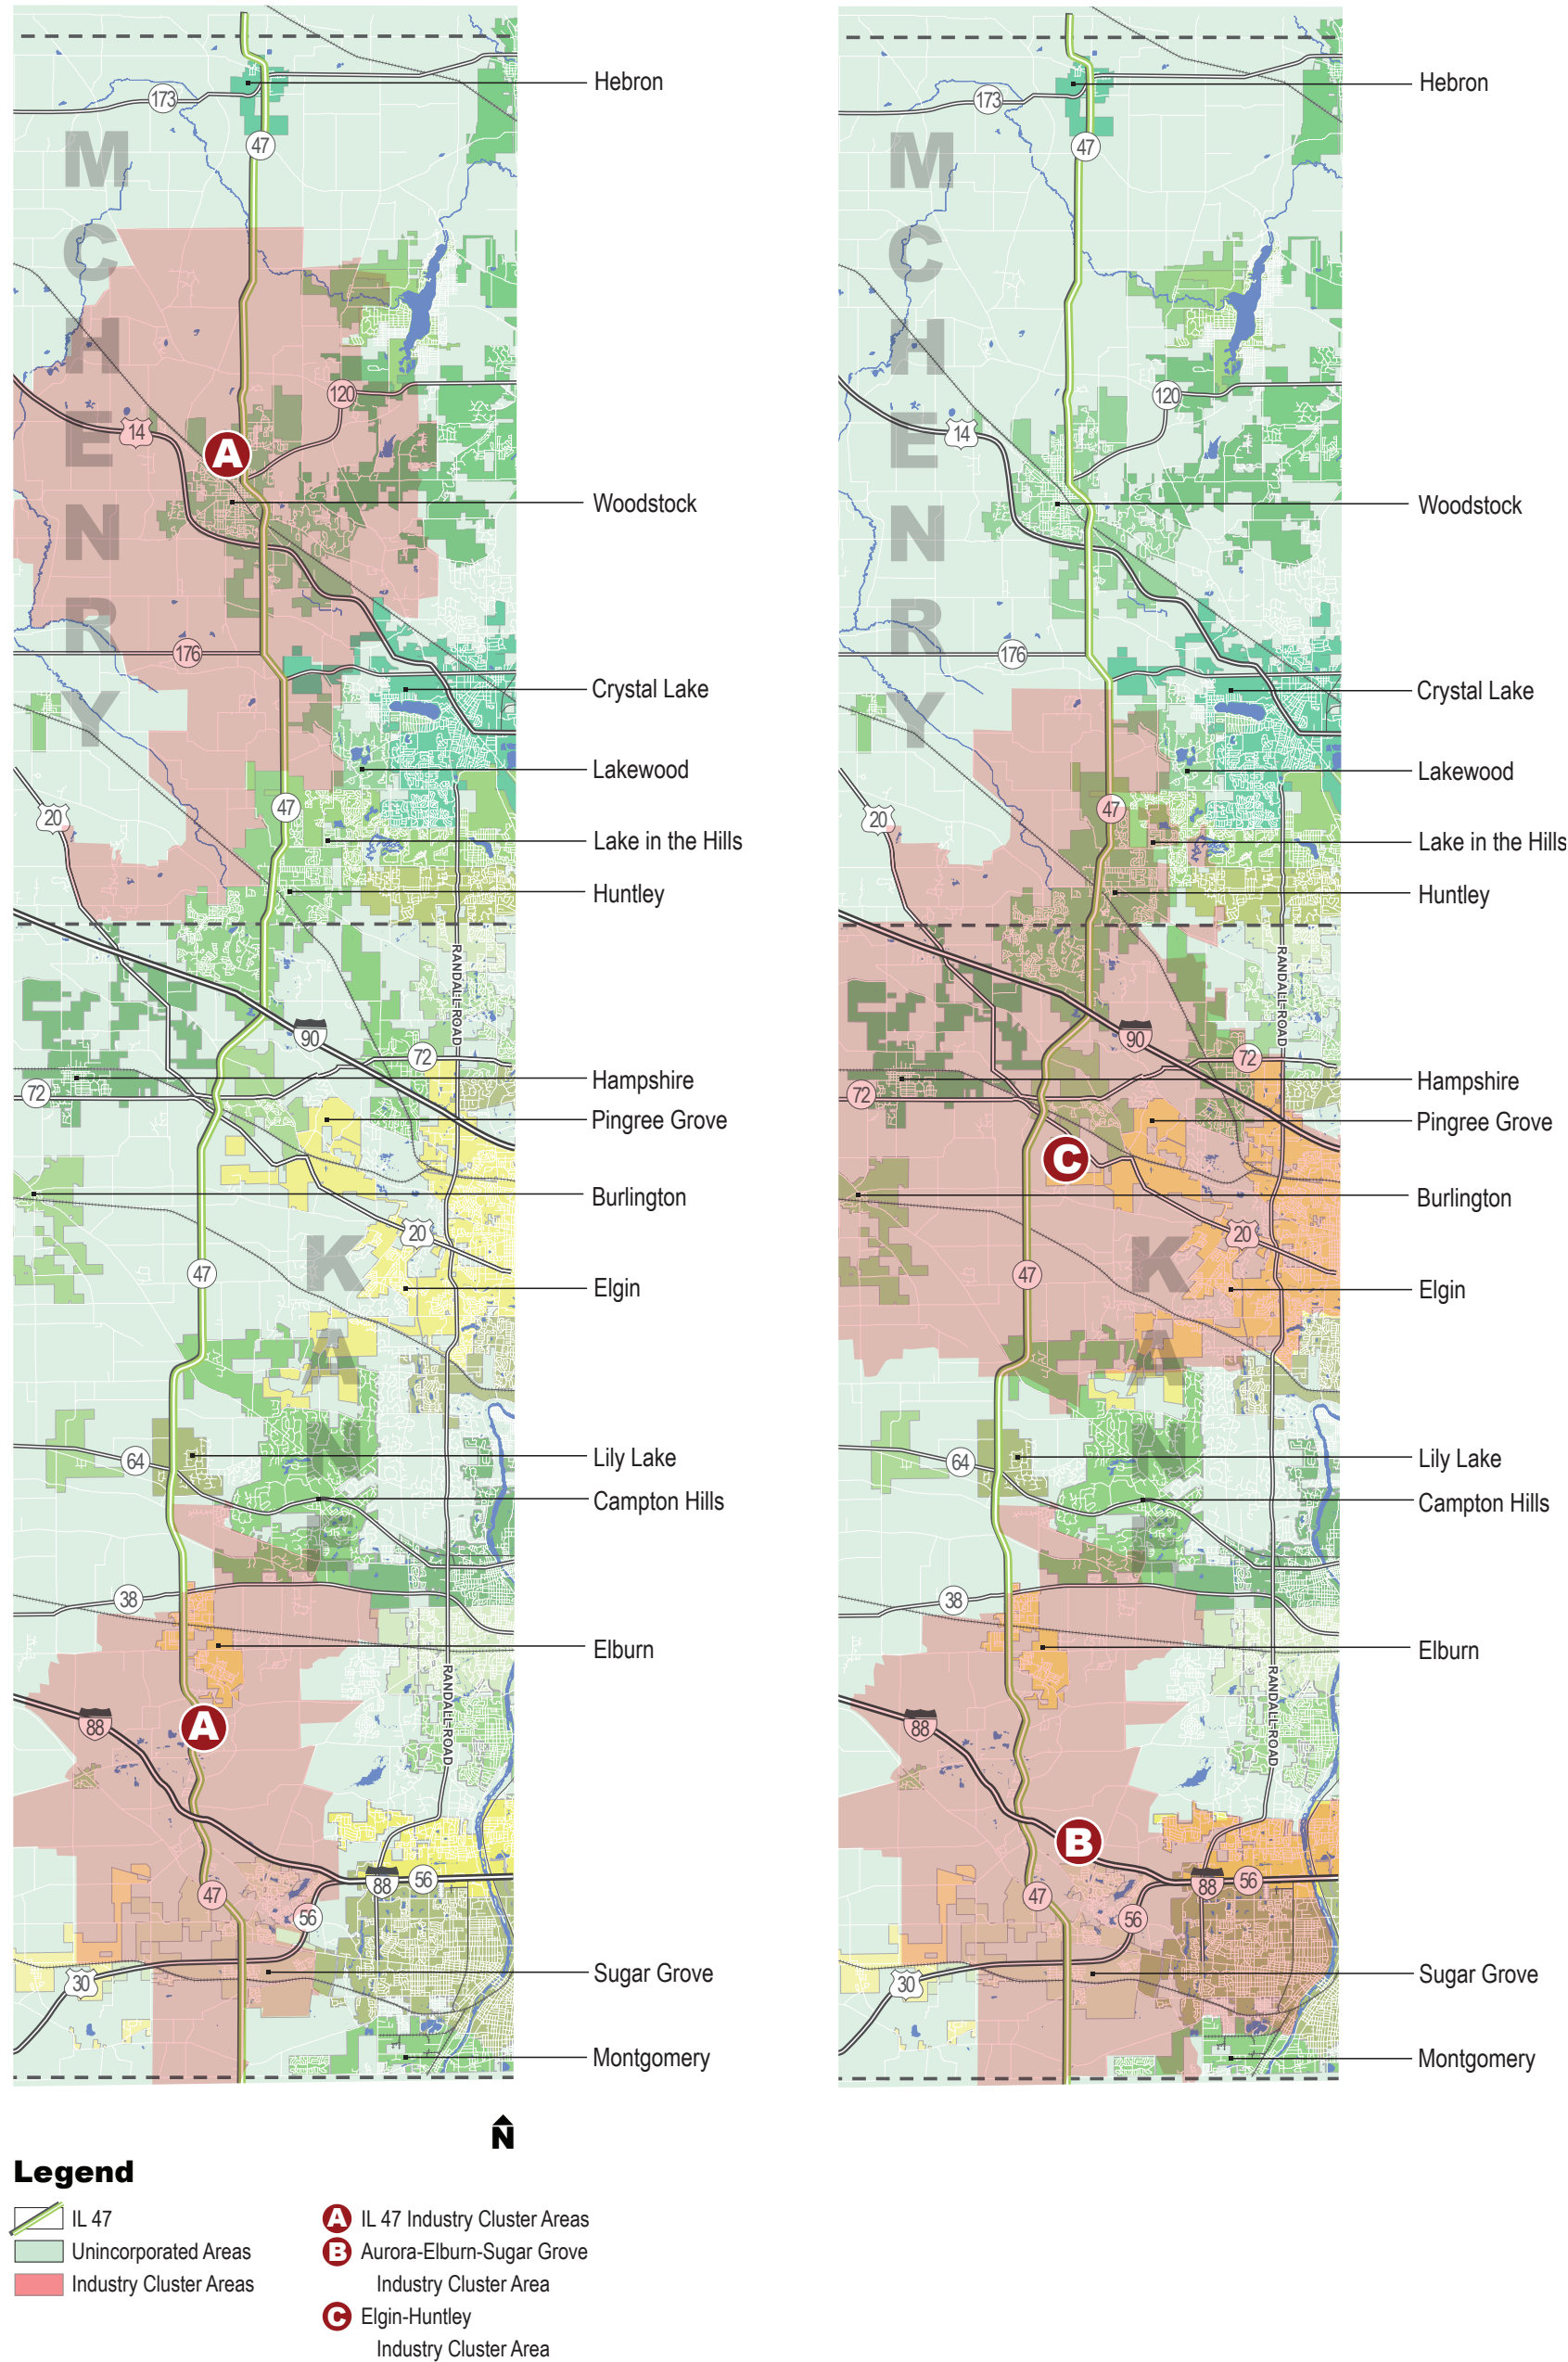 Hebron
173
47
M
C
H
E
N
R
Y
120
14
A
Woodstock
176
Crystal Lake
Lakewood
47
20
Lake in the Hills
Huntley
RANDALL ROAD
90
72
Hampshire
72
Pingree Grove
Burlington
20
K
A
N
47
Elgin
64
Lily Lake
Campton Hills
38
Elburn
RANDALL ROAD
88
A
88
56
47
56
30
Sugar Grove
Montgomery
N
Hebron
173
47
M
C
H
E
N
R
Y
120
14
Woodstock
176
Crystal Lake
Lakewood
47
20
Lake in the Hills
Huntley
RANDALL ROAD
90
72
Hampshire
72
Pingree Grove
C
Burlington
20
K
A
N
47
Elgin
64
Lily Lake
Campton Hills
38
Elburn
RANDALL ROAD
88
B
88
56
47
56
30
Sugar Grove
Montgomery
Legend
IL 47
Unincorporated Areas
Industry Cluster Areas
A IL 47 Industry Cluster Areas
B Aurora-Elburn-Sugar Grove
Industry Cluster Area
C Elgin-Huntley
Industry Cluster Area